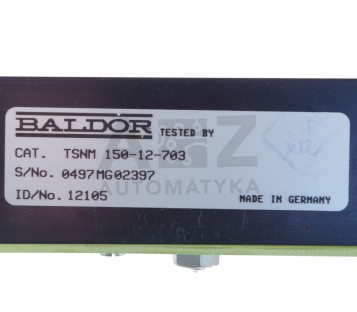 BALDOR TESTED BY
CAT. TSNM 150-12-703
S/No. 0497MG02397
ID/No. 12105
MADE IN GERMANY
AUTOMATYKA